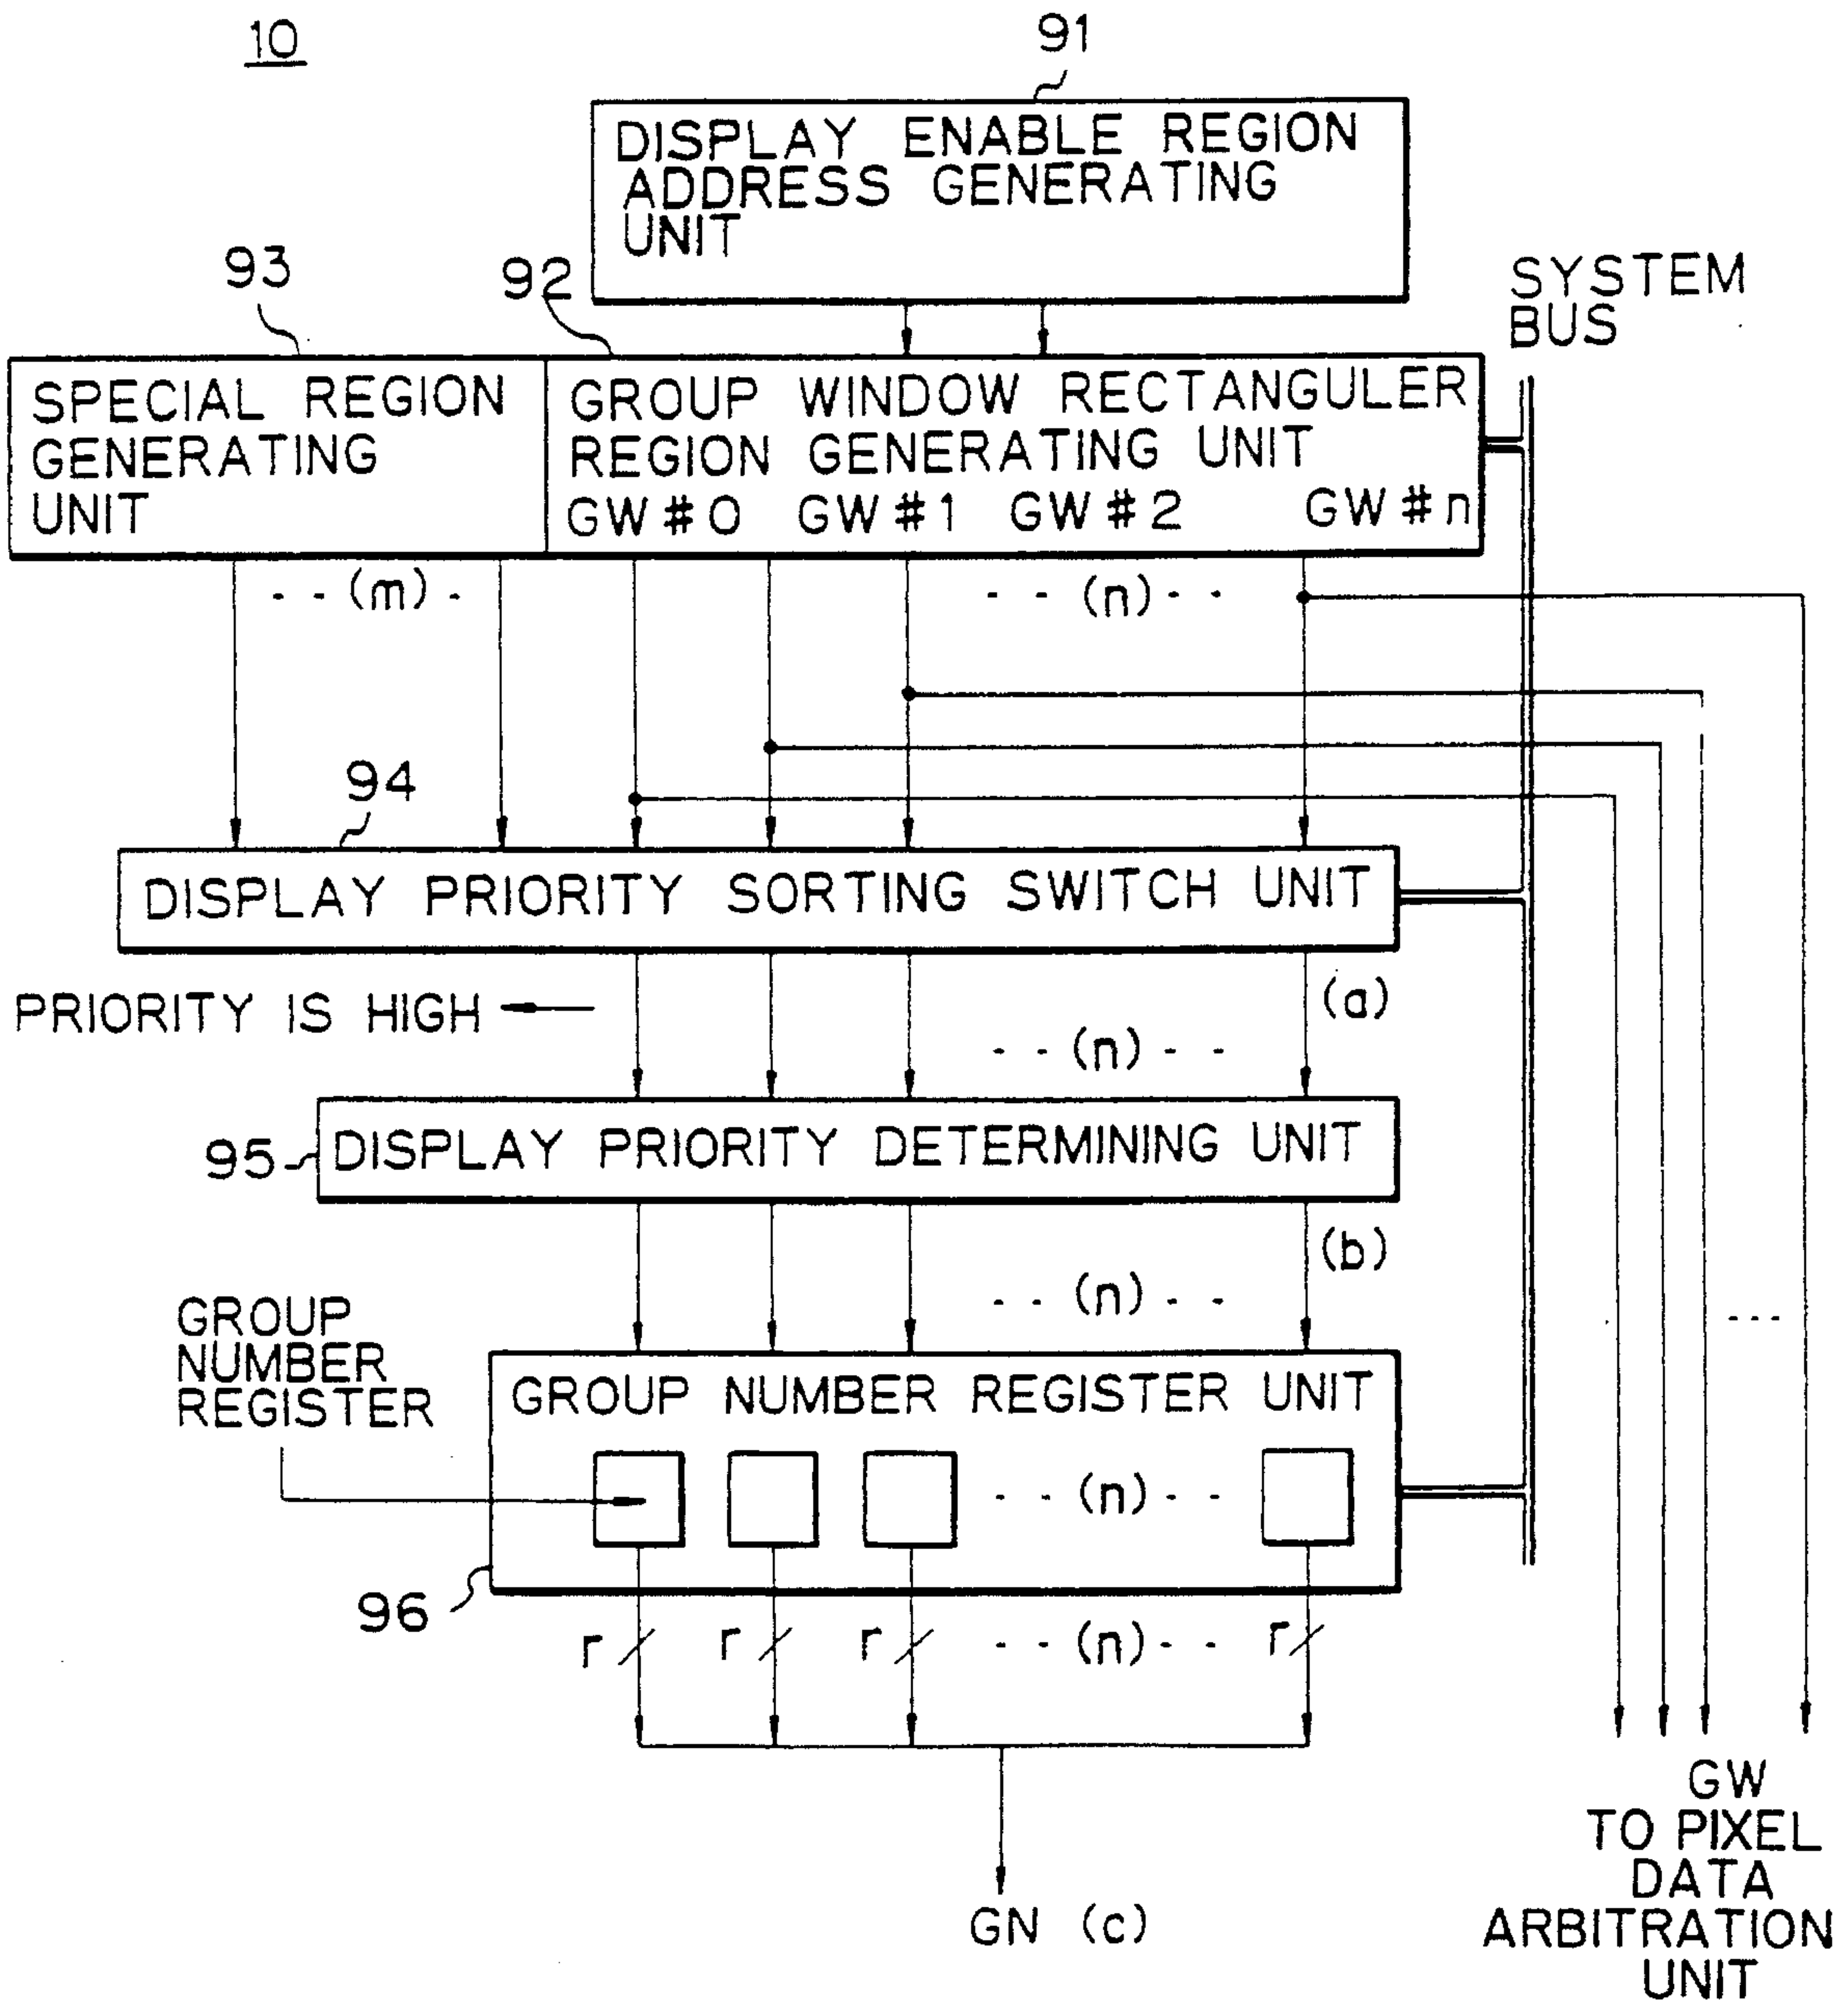 10
91
DISPLAY ENABLE REGION
ADDRESS GENERATING
UNIT
93
92
SYSTEM
BUS
SPECIAL REGION
GENERATING
UNIT
GROUP WINDOW RECTANGULER
REGION GENERATING UNIT
GW #0 GW #1 GW #2 GW #n
- - (m) -
- - (n) - -
94
DISPLAY PRIORITY SORTING SWITCH UNIT
PRIORITY IS HIGH
(a)
- - (n) - -
95
DISPLAY PRIORITY DETERMINING UNIT
(b)
- - (n) - -
GROUP
NUMBER
REGISTER
- - -
GROUP NUMBER REGISTER UNIT
- - (n) - -
96
r r r - - (n) - - r
GN (c)
GW
TO PIXEL
DATA
ARBITRATION
UNIT